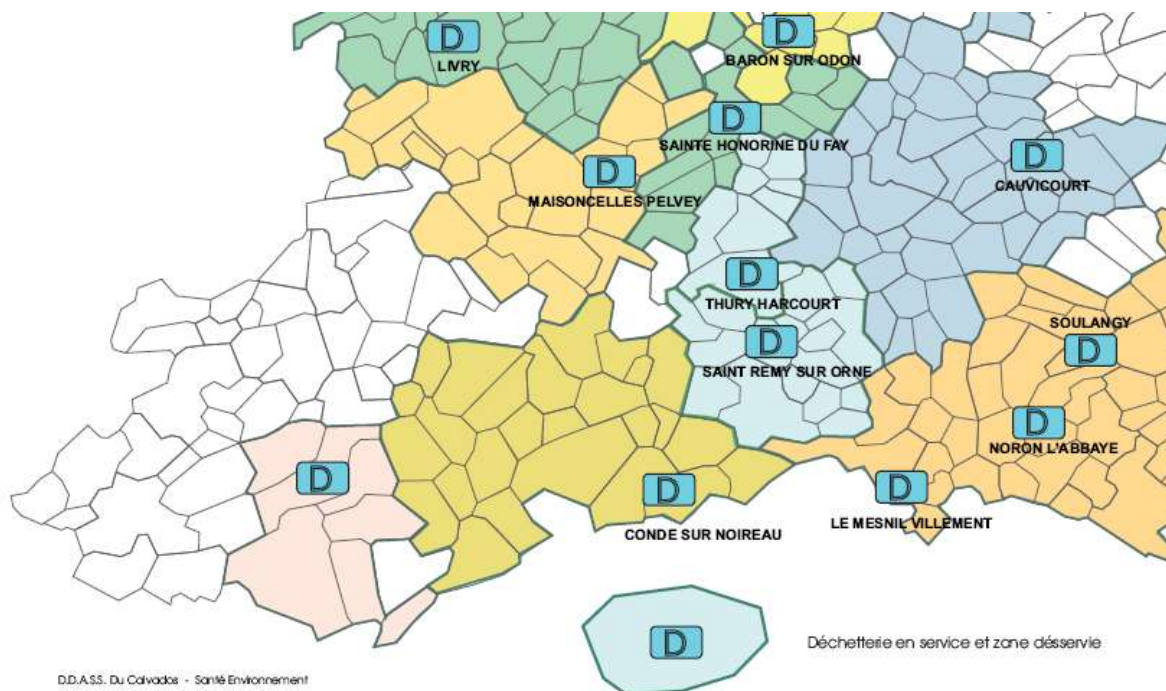 D
LIVRY
D
BARON SUR ODON
D
SAINTE HONORINE DU FAY
D
CAUVICOURT
D
MAISONCELLES PELVEY
D
THURY HARCOURT
SOULANGY
D
D
SAINT REMY SUR ORNE
D
NORON L'ABBAYE
D
D
CONDE SUR NOIREAU
D
LE MESNIL VILLEMENT
D
Déchetterie en service et zane désservie
D.D.A.S.S. Du Calvados - Santé Environnement